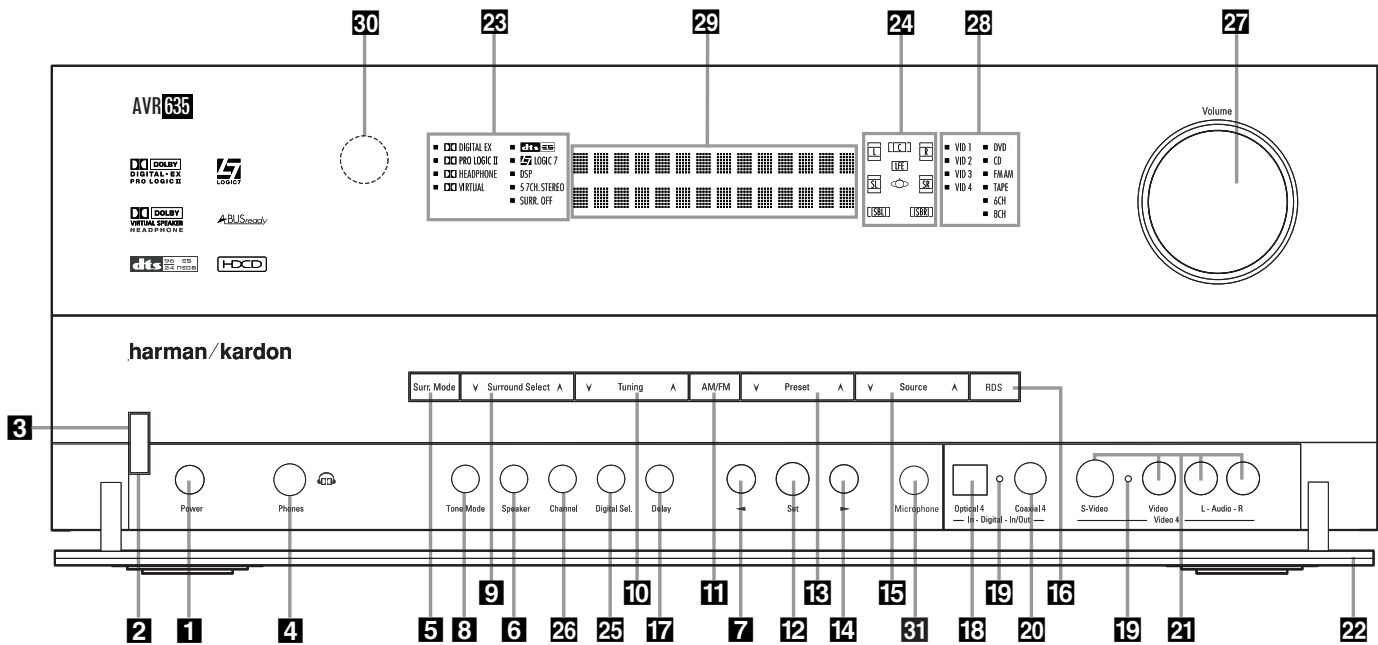 30 23 29 24 28 27
AVR 635
Volume
DOLBY
DIGITAL·EX
PRO LOGIC II
LOGIC7
DOLBY
VIRTUAL SPEAKER
HEADPHONE
A-BUS ready
dts 96 24 ES NEO:6
HDCD
DIGITAL EX
PRO LOGIC II
HEADPHONE
VIRTUAL
dts ES
LOGIC 7
DSP
5 7CH. STEREO
SURR. OFF
L C R
LFE
SL SR
SBL SBR
VID 1
VID 2
VID 3
VID 4
DVD
CD
FM AM
TAPE
6CH
8CH
harman/kardon
Surr. Mode Surround Select Tuning AM/FM Preset Source RDS
3
Power Phones Tone Mode Speaker Channel Digital Sel. Delay Set Microphone Optical 4 Coaxial 4 S-Video Video L - Audio - R
In - Digital - In/Out Video 4
9 10 11 13 15 19 16
2 1 4 5 8 6 26 25 17 7 12 14 31 18 20 19 21 22